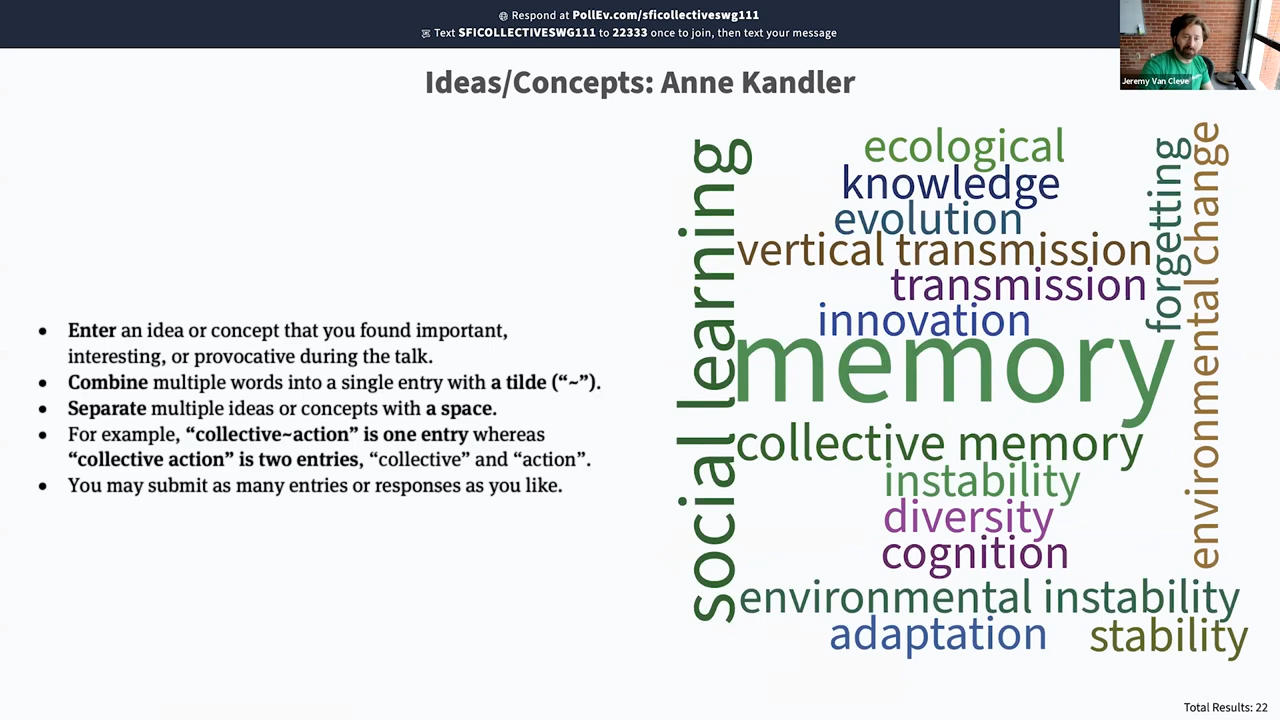 Respond at PollEv.com/sficollectiveswg111
Text SFICOLLECTIVESWG111 to 22333 once to join, then text your message
Jeremy Van Cleve
Ideas/Concepts: Anne Kandler
• Enter an idea or concept that you found important,
interesting, or provocative during the talk.
• Combine multiple words into a single entry with a tilde (“~”).
• Separate multiple ideas or concepts with a space.
• For example, “collective~action” is one entry whereas
“collective action” is two entries, “collective” and “action”.
• You may submit as many entries or responses as you like.
social learning
ecological
knowledge
evolution
vertical transmission
transmission
innovation
memory
collective memory
instability
diversity
cognition
environmental instability
adaptation
stability
forgetting
environmental change
Total Results: 22